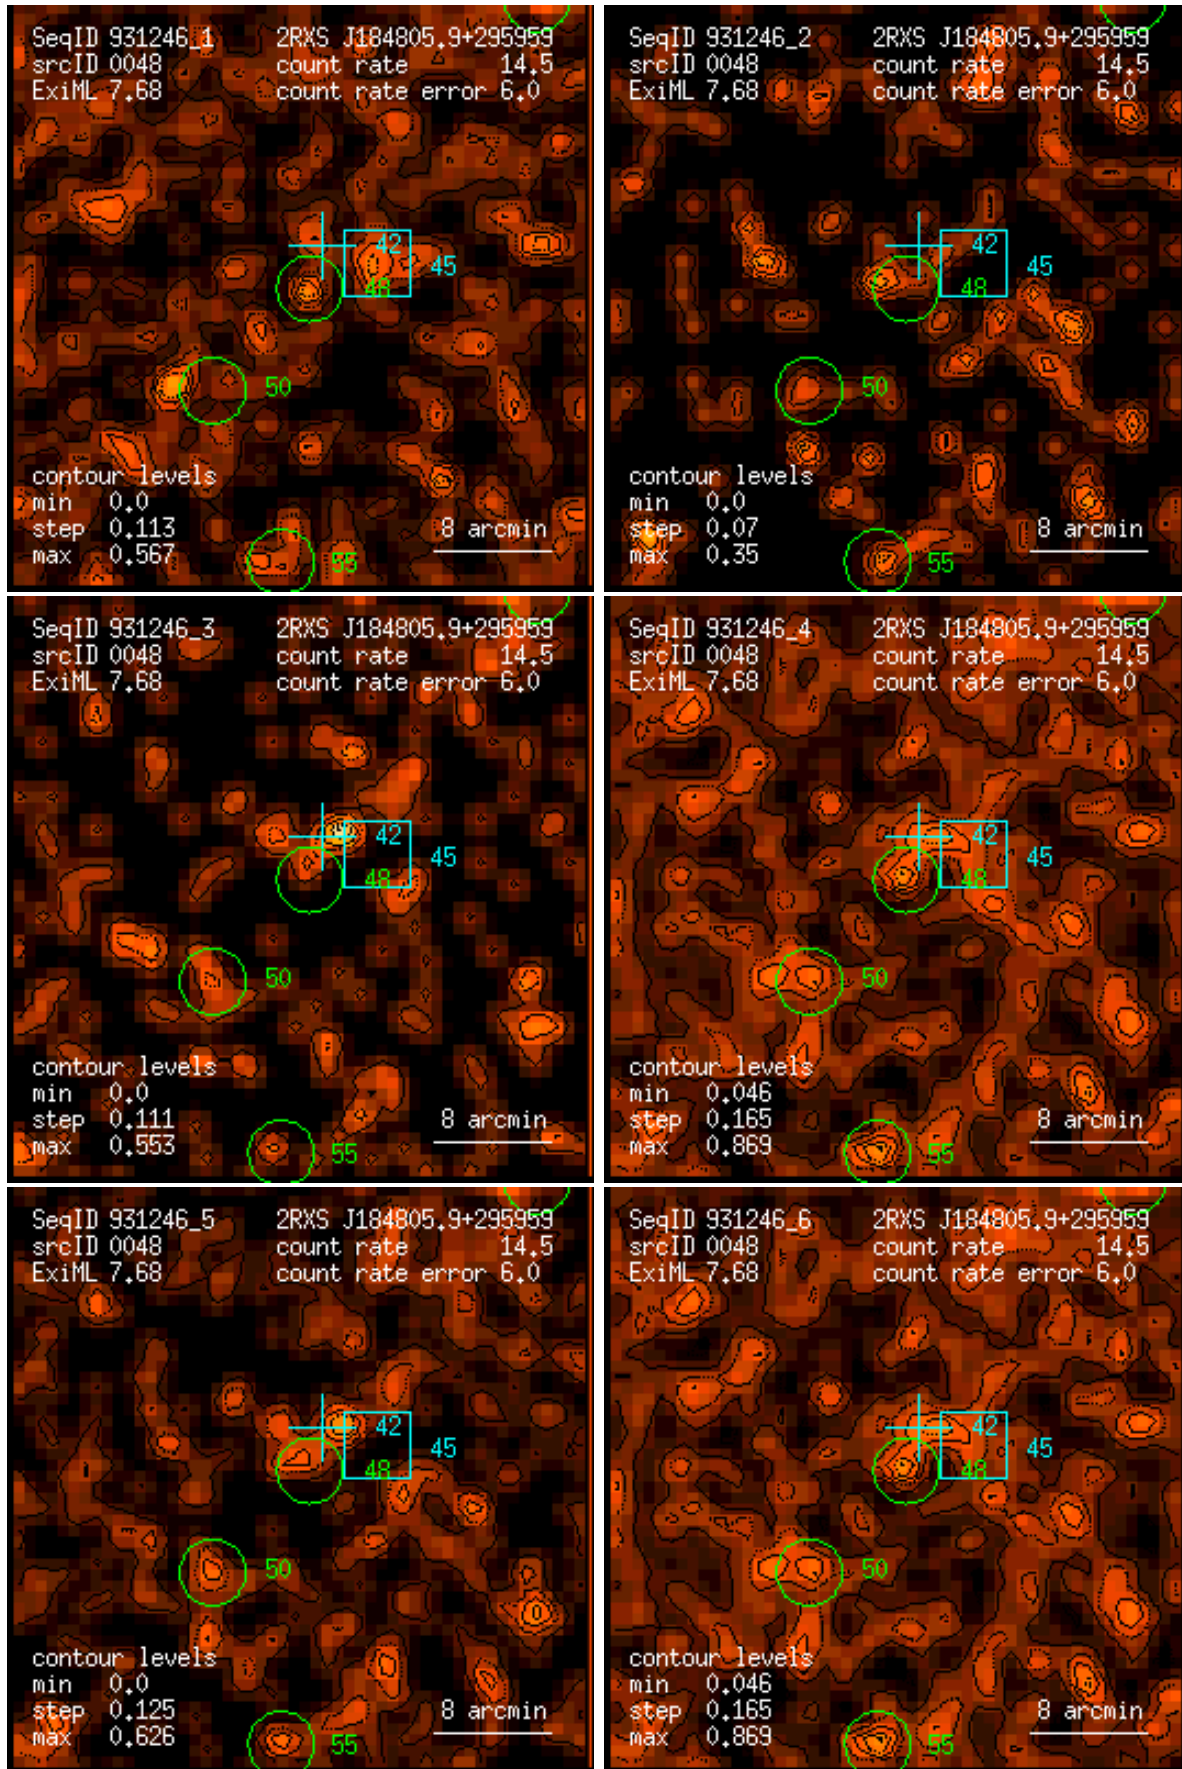 SeqID 931246_1 2RXS J184805.9+295959
srcID 0048 count rate 14.5
ExiML 7.68 count rate error 6.0
42
45
48
50
contour levels
min 0.0
step 0.113 8 arcmin
max 0.567 55
SeqID 931246_2 2RXS J184805.9+295959
srcID 0048 count rate 14.5
ExiML 7.68 count rate error 6.0
42
45
48
50
contour levels
min 0.0
step 0.07 8 arcmin
max 0.35 55
SeqID 931246_3 2RXS J184805.9+295959
srcID 0048 count rate 14.5
ExiML 7.68 count rate error 6.0
42
45
48
50
contour levels
min 0.0
step 0.111 8 arcmin
max 0.553 55
SeqID 931246_4 2RXS J184805.9+295959
srcID 0048 count rate 14.5
ExiML 7.68 count rate error 6.0
42
45
48
50
contour levels
min 0.046
step 0.165 8 arcmin
max 0.869 55
SeqID 931246_5 2RXS J184805.9+295959
srcID 0048 count rate 14.5
ExiML 7.68 count rate error 6.0
42
45
48
50
contour levels
min 0.0
step 0.125 8 arcmin
max 0.626 55
SeqID 931246_6 2RXS J184805.9+295959
srcID 0048 count rate 14.5
ExiML 7.68 count rate error 6.0
42
45
48
50
contour levels
min 0.046
step 0.165 8 arcmin
max 0.869 55